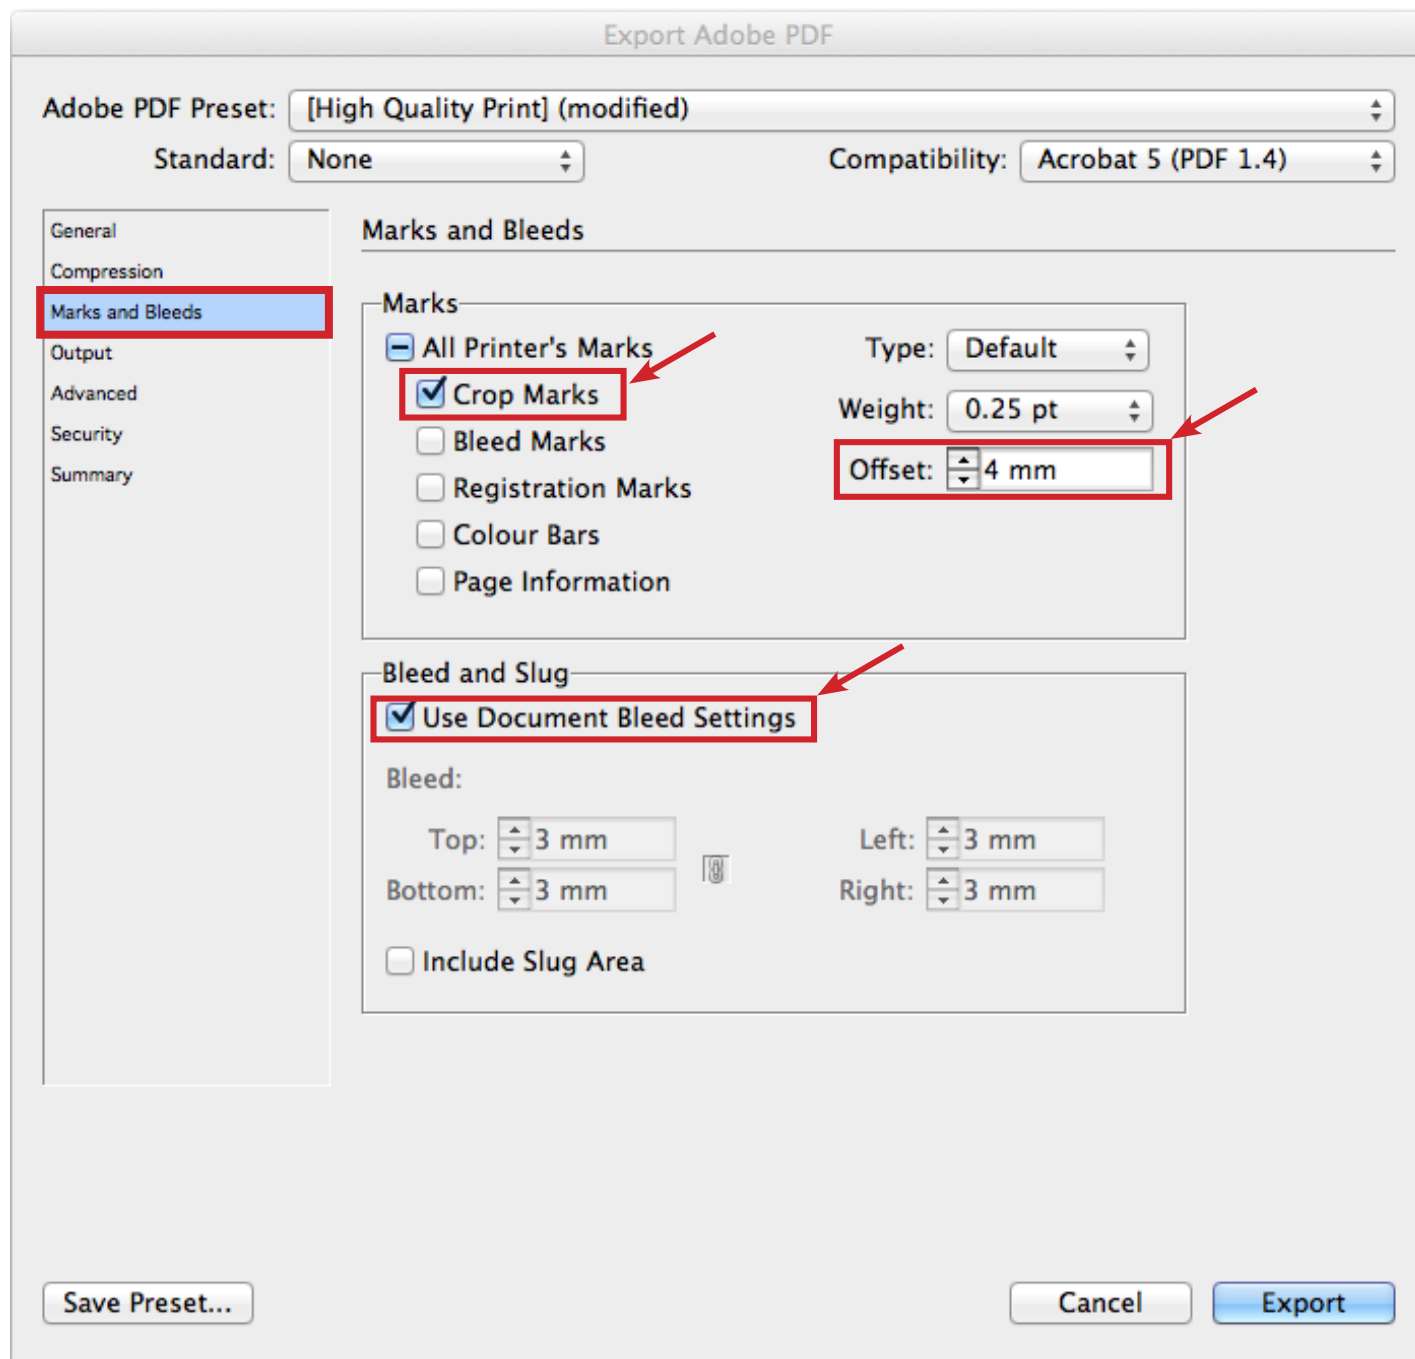 Export Adobe PDF
Adobe PDF Preset: [High Quality Print] (modified)
Standard: None Compatibility: Acrobat 5 (PDF 1.4)
General
Compression
Marks and Bleeds
Output
Advanced
Security
Summary
Marks and Bleeds
Marks
All Printer's Marks
Crop Marks
Bleed Marks
Registration Marks
Colour Bars
Page Information
Type: Default
Weight: 0.25 pt
Offset: 4 mm
Bleed and Slug
Use Document Bleed Settings
Bleed:
Top: 3 mm Left: 3 mm
Bottom: 3 mm Right: 3 mm
Include Slug Area
Save Preset... Cancel Export